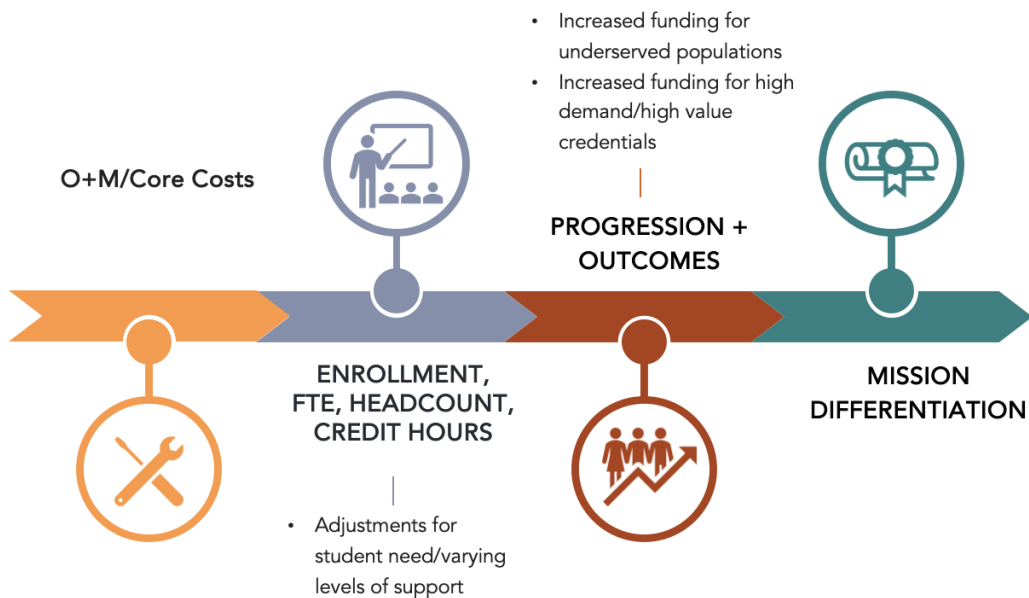 O+M/Core Costs
ENROLLMENT,
FTE, HEADCOUNT,
CREDIT HOURS
• Adjustments for
student need/varying
levels of support
• Increased funding for
underserved populations
• Increased funding for high
demand/high value
credentials
PROGRESSION +
OUTCOMES
MISSION
DIFFERENTIATION